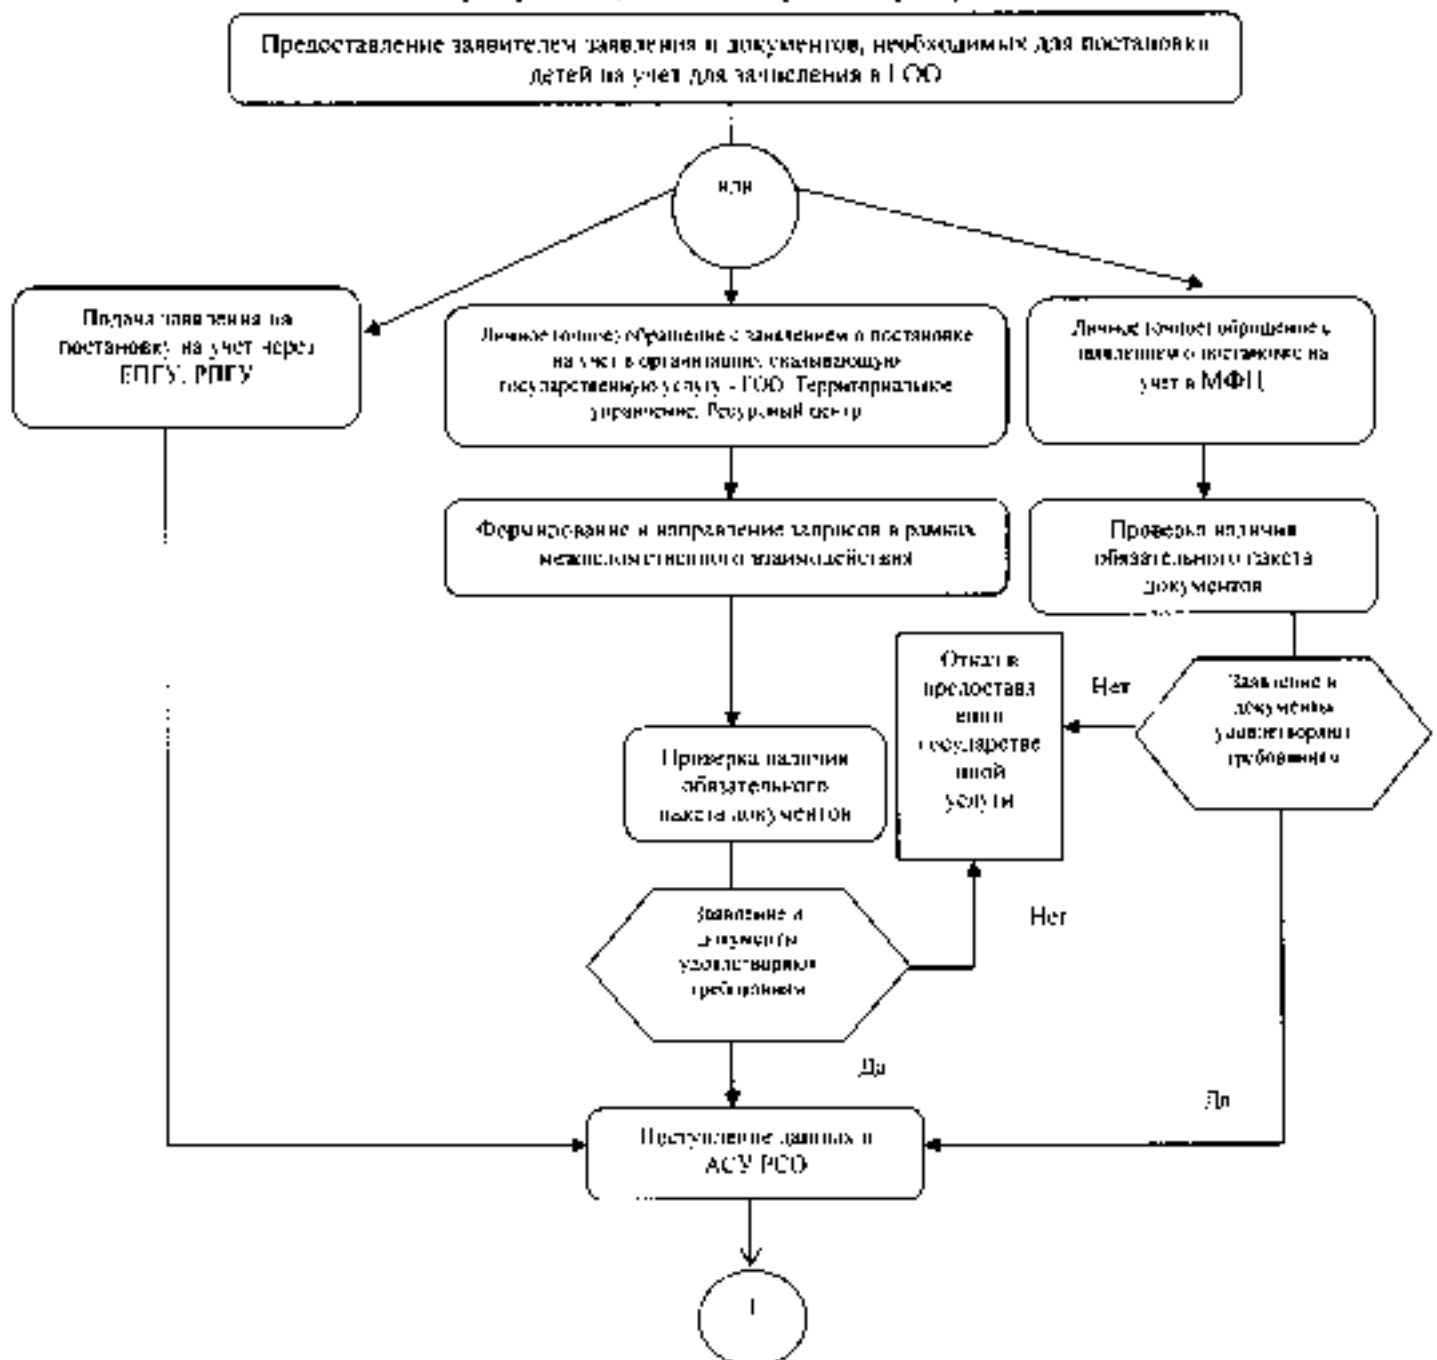 Предоставление заявителем заявления и документов, необходимых для постановки
детей на учет для зачисления в ГОО
или
Подача заявления на
постановку на учет через
ЕПГУ, РПГУ
Личное (очное) обращение с заявлением о постановке
на учет в организацию, оказывающую
государственную услугу - ГОО, Территориальное
управление, Ресурсный центр
Личное (очное) обращение с
заявлением о постановке на
учет в МФЦ
Формирование и направление запросов в рамках
межведомственного взаимодействия
Проверка наличия
обязательного пакета
документов
Отказ в
предоставл
ении
государстве
нной
услуги
Нет
Заявление и
документы
удовлетворяют
требованиям
Проверка наличия
обязательного
пакета документов
Заявление и
документы
удовлетворяют
требованиям
Нет
Да
Да
Поступление данных в
АСУ РСО
1